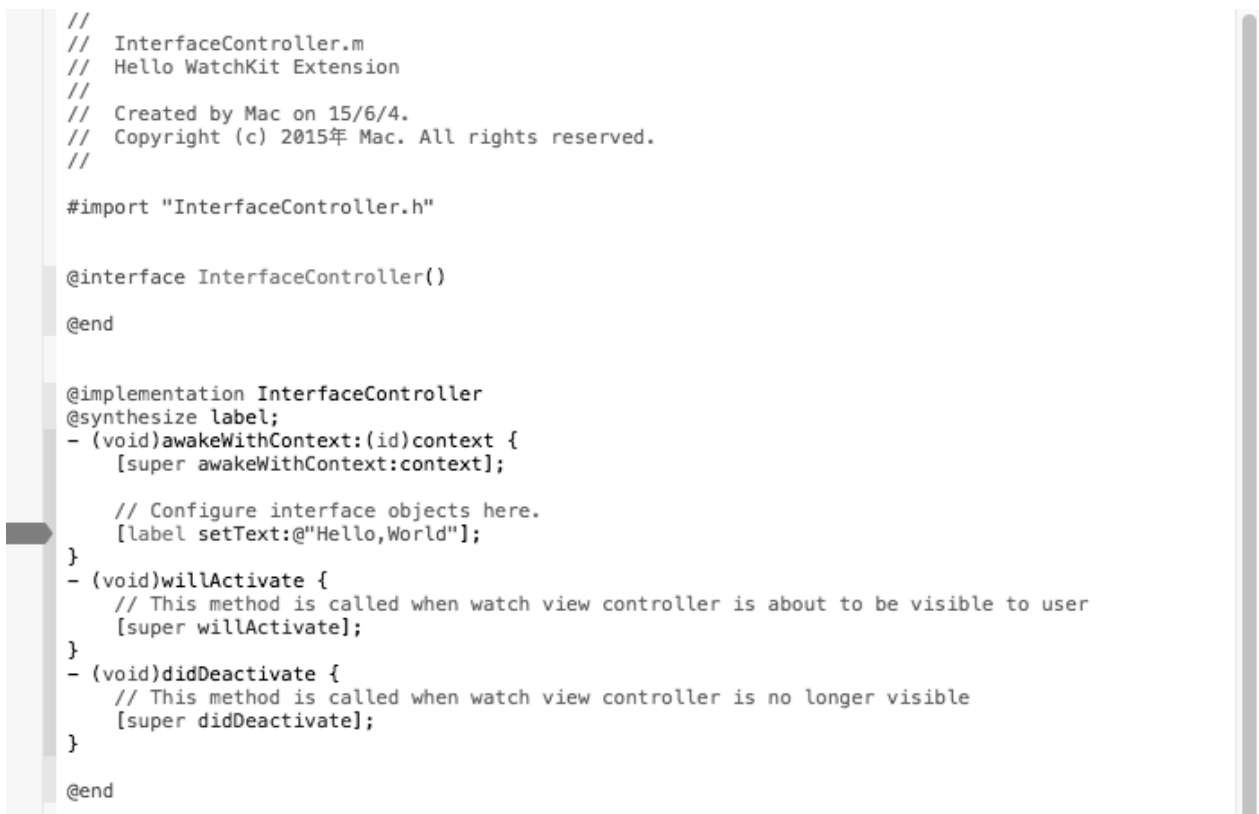 //
//  InterfaceController.m
//  Hello WatchKit Extension
//
//  Created by Mac on 15/6/4.
//  Copyright (c) 2015年 Mac. All rights reserved.
//
#import "InterfaceController.h"
@interface InterfaceController()
@end
@implementation InterfaceController
@synthesize label;
- (void)awakeWithContext:(id)context {
    [super awakeWithContext:context];
    // Configure interface objects here.
    [label setText:@"Hello,World"];
}
- (void)willActivate {
    // This method is called when watch view controller is about to be visible to user
    [super willActivate];
}
- (void)didDeactivate {
    // This method is called when watch view controller is no longer visible
    [super didDeactivate];
}
@end